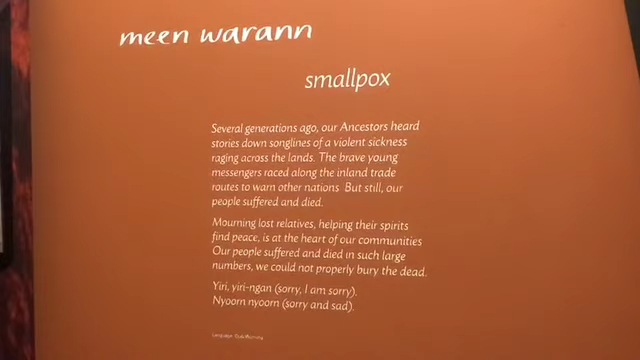 meen warann
smallpox
Several generations ago, our Ancestors heard
stories down songlines of a violent sickness
raging across the lands. The brave young
messengers raced along the inland trade
routes to warn other nations. But still, our
people suffered and died.
Mourning lost relatives, helping their spirits
find peace, is at the heart of our communities
Our people suffered and died in such large
numbers, we could not properly bury the dead.
Yiri, yiri-ngan (sorry, I am sorry).
Nyoorn nyoorn (sorry and sad).